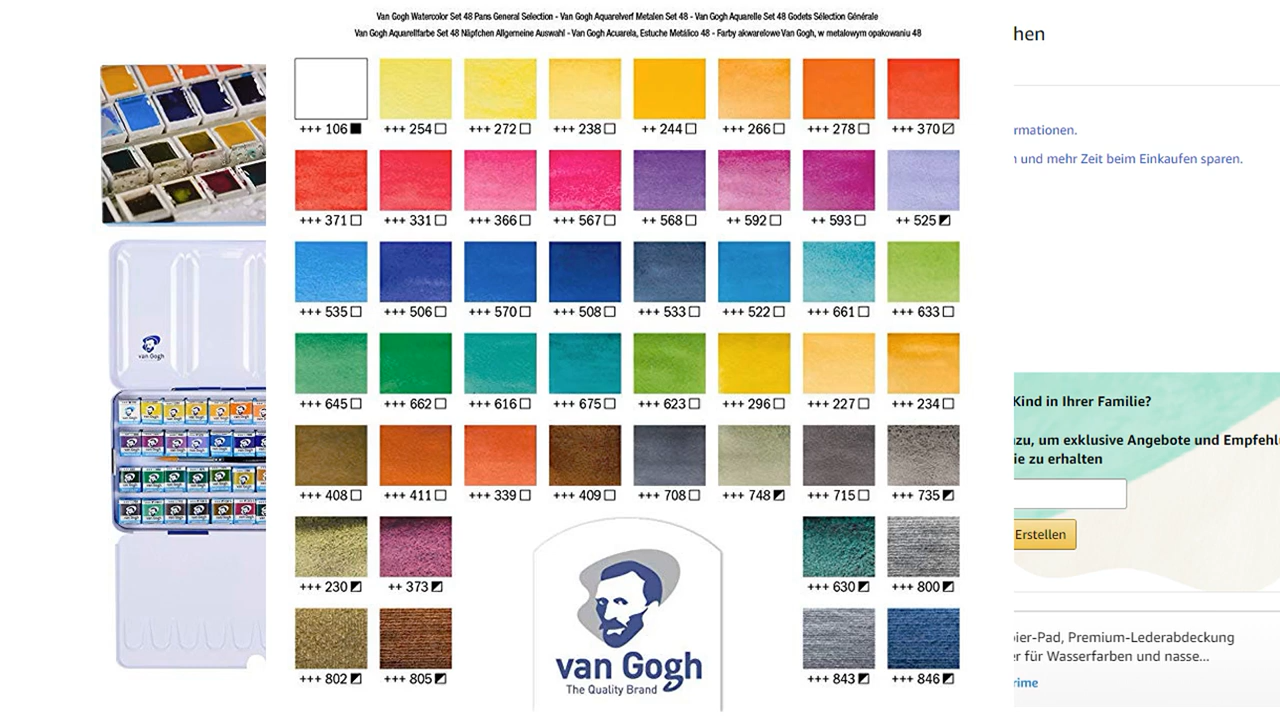 Van Gogh Watercolor Set 48 Pans General Selection - Van Gogh Aquarelverf Metalen Set 48 - Van Gogh Aquarelle Set 48 Godets Sélection Générale
Van Gogh Aquarellfarbe Set 48 Näpfchen Allgemeine Auswahl - Van Gogh Acuarela, Estuche Metálico 48 - Farby akwarelowe Van Gogh, w metalowym opakowaniu 48
+++ 106 +++ 254 +++ 272 +++ 238 ++ 244 +++ 266 +++ 278 +++ 370
+++ 371 +++ 331 +++ 366 +++ 567 ++ 568 ++ 592 ++ 593 ++ 525
+++ 535 +++ 506 +++ 570 +++ 508 +++ 533 +++ 522 +++ 661 +++ 633
+++ 645 +++ 662 +++ 616 +++ 675 +++ 623 +++ 296 +++ 227 +++ 234
+++ 408 +++ 411 +++ 339 +++ 409 +++ 708 +++ 748 +++ 715 +++ 735
+++ 230 ++ 373 +++ 630 +++ 800
+++ 802 +++ 805 +++ 843 +++ 846
van Gogh
The Quality Brand
van Gogh
hen
rmationen.
und mehr Zeit beim Einkaufen sparen.
Kind in Ihrer Familie?
zu, um exklusive Angebote und Empfehl
ie zu erhalten
Erstellen
ier-Pad, Premium-Lederabdeckung
er für Wasserfarben und nasse...
rime